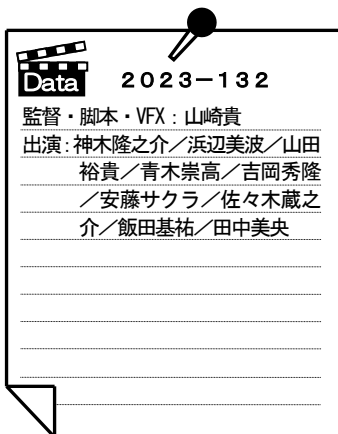 Data
2023-132
監督・脚本・VFX：山崎貴
出演：神木隆之介／浜辺美波／山田
裕貴／青木崇高／吉岡秀隆
／安藤サクラ／佐々木蔵之
介／飯田基祐／田中美央